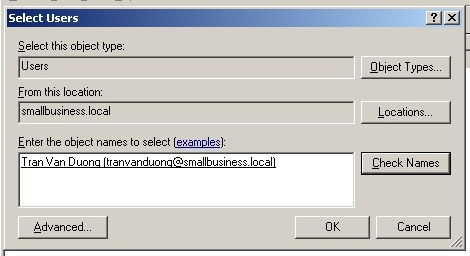 Select Users
Select this object type:
Users
Object Types...
From this location:
smallbusiness.local
Locations...
Enter the object names to select (examples):
Tran Van Duong (tranvanduong@smallbusiness.local)
Check Names
Advanced...
OK
Cancel